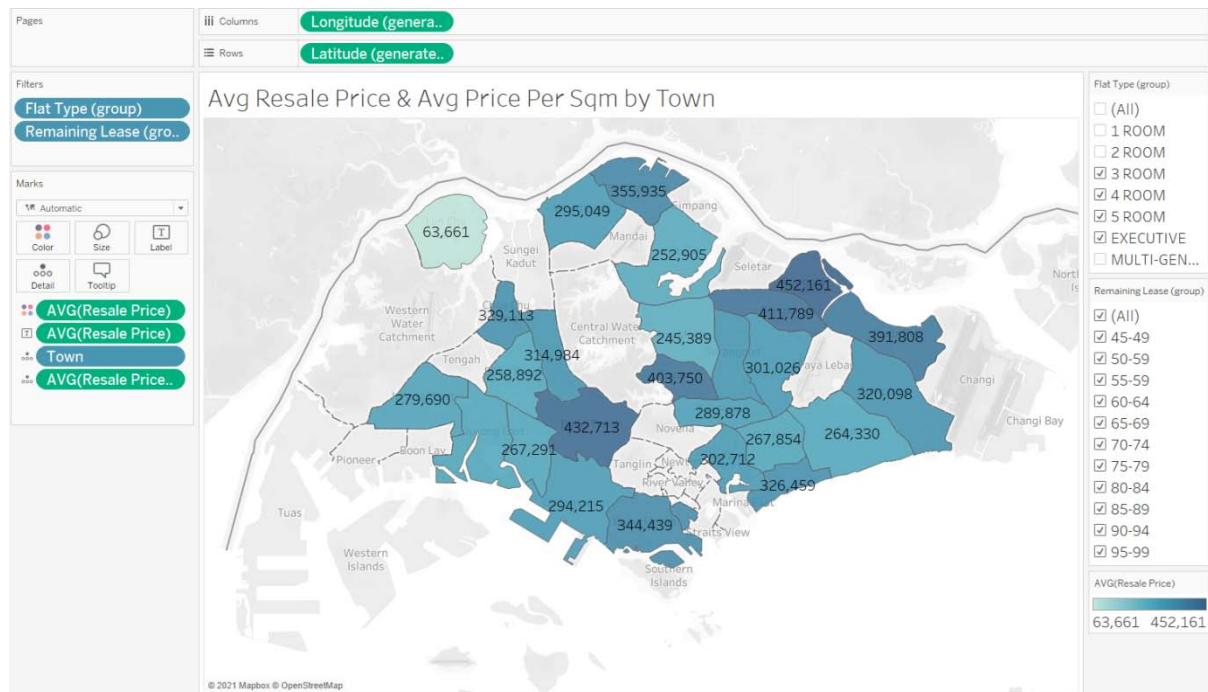 Pages
Columns
Longitude (genera..
Rows
Latitude (generate..
Filters
Flat Type (group)
Remaining Lease (gro..
Marks
Automatic
Color
Size
Label
Detail
Tooltip
AVG(Resale Price)
AVG(Resale Price)
Town
AVG(Resale Price..
Avg Resale Price & Avg Price Per Sqm by Town
355,935
295,049
Simpang
63,661
Mandai
Sungei
Kadut
252,905
Seletar
452,161
411,789
Western
Water
Catchment
329,113
Central Wate
Catchment
245,389
391,808
Tengah
314,984
301,026
aya Leba
258,892
403,750
320,098
Changi
279,690
289,878
432,713
Novena
267,854
264,330
Changi Bay
Pioneer
Boon Lay
267,291
Tanglin
Newt
302,712
River Valley
326,459
Marina
294,215
344,439
Straits View
Tuas
Western
Islands
Southern
Islands
© 2021 Mapbox © OpenStreetMap
Flat Type (group)
(All)
1 ROOM
2 ROOM
3 ROOM
4 ROOM
5 ROOM
EXECUTIVE
MULTI-GEN...
Remaining Lease (group)
(All)
45-49
50-59
55-59
60-64
65-69
70-74
75-79
80-84
85-89
90-94
95-99
AVG(Resale Price)
63,661 452,161